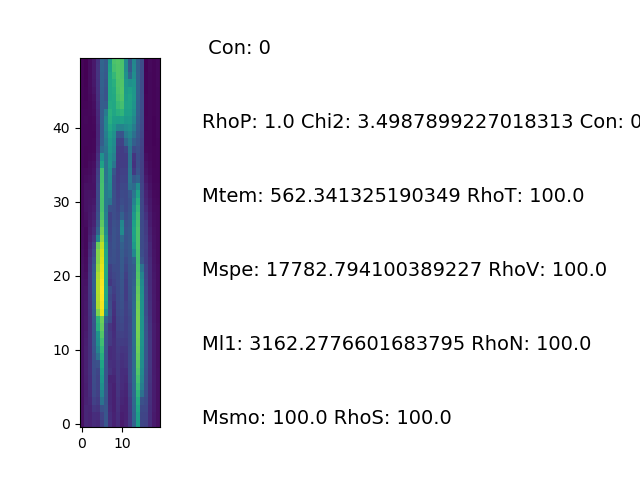 Con: 0
RhoP: 1.0 Chi2: 3.4987899227018313 Con: 0
Mtem: 562.341325190349 RhoT: 100.0
Mspe: 17782.794100389227 RhoV: 100.0
Ml1: 3162.2776601683795 RhoN: 100.0
Msmo: 100.0 RhoS: 100.0
40
30
20
10
0
0 10